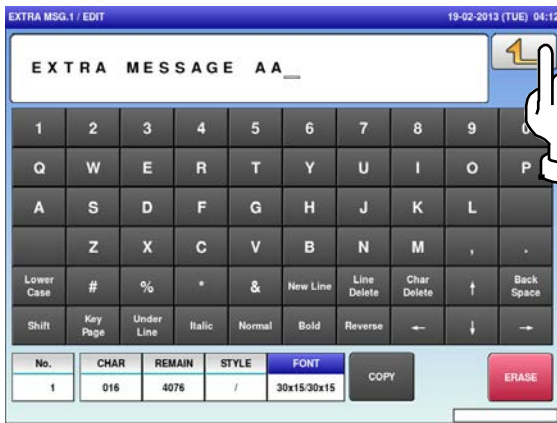 EXTRA MSG.1 / EDIT 19-02-2013 (TUE) 04:12
EXTRA MESSAGE AA_
1 2 3 4 5 6 7 8 9 0
Q W E R T Y U I O P
A S D F G H J K L
Z X C V B N M , .
Lower Case # % * & New Line Line Delete Char Delete ↑ Back Space
Shift Key Page Under Line Italic Normal Bold Reverse ← ↓ →
No. CHAR REMAIN STYLE FONT COPY ERASE
1 016 4076 / 30x15/30x15